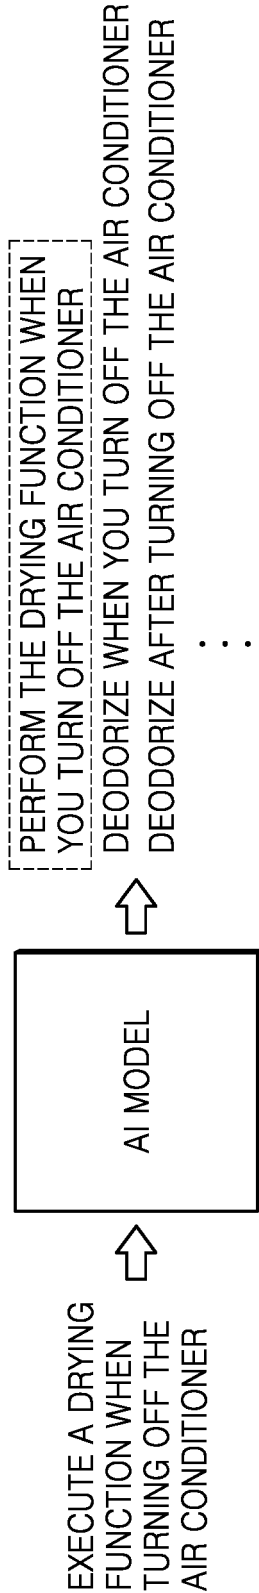 EXECUTE A DRYING
FUNCTION WHEN
TURNING OFF THE
AIR CONDITIONER
AI MODEL
PERFORM THE DRYING FUNCTION WHEN
YOU TURN OFF THE AIR CONDITIONER
DEODORIZE WHEN YOU TURN OFF THE AIR CONDITIONER
DEODORIZE AFTER TURNING OFF THE AIR CONDITIONER
...